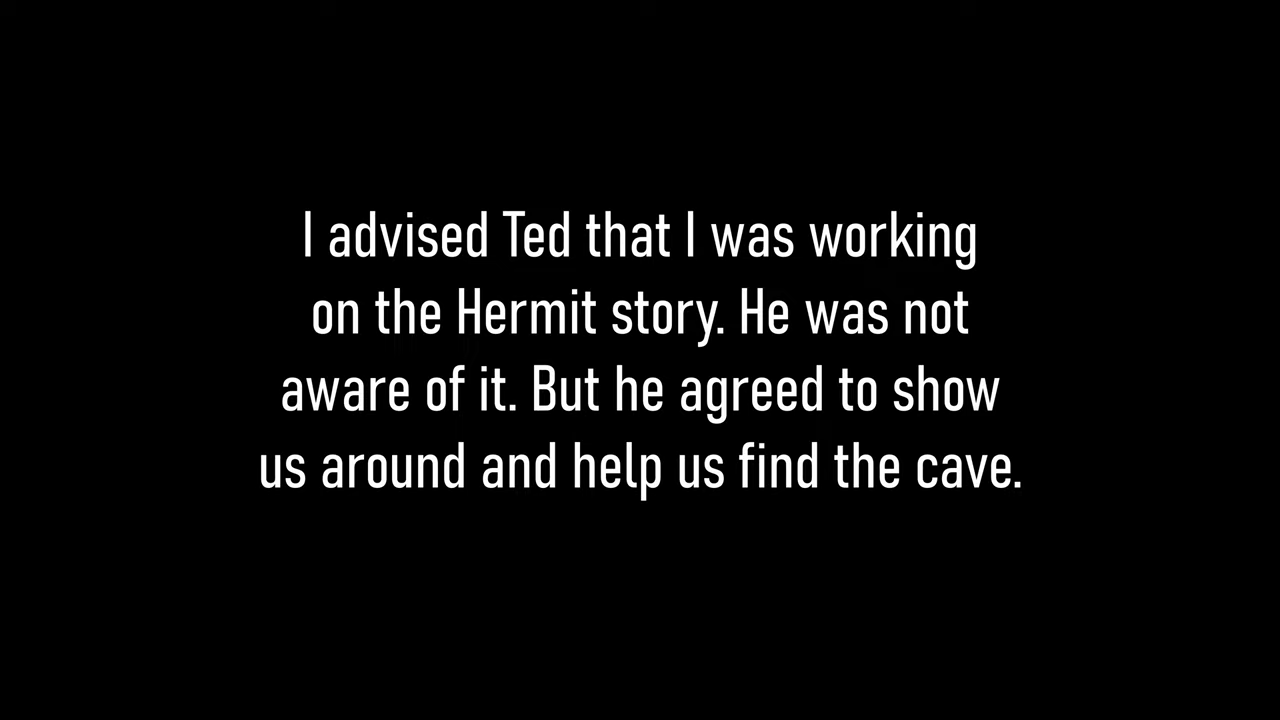 I advised Ted that I was working
on the Hermit story. He was not
aware of it. But he agreed to show
us around and help us find the cave.